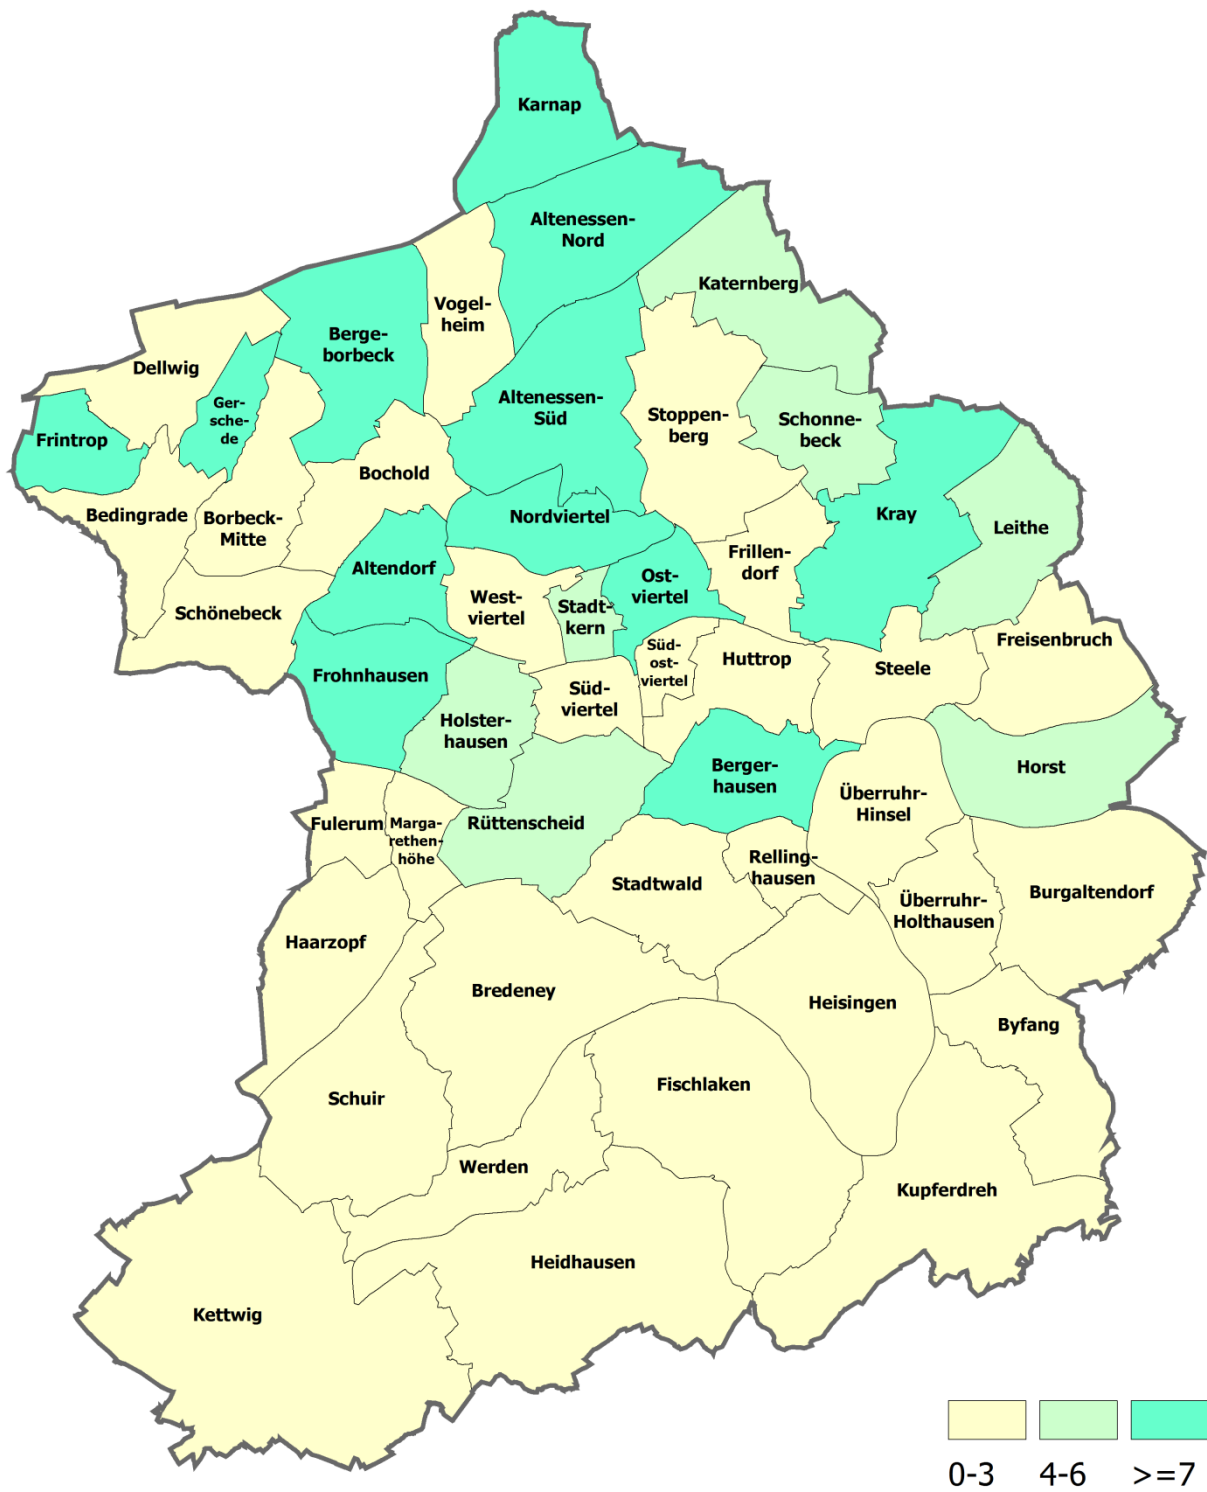 Karnap
Altenessen-
Nord
Katernberg
Vogel-
heim
Berge-
borbeck
Dellwig
Ger-
sche-
de
Altenessen-
Süd
Stoppen-
berg
Schonne-
beck
Frintrop
Bochold
Bedingrade
Borbeck-
Mitte
Nordviertel
Kray
Leithe
Frillen-
dorf
Altendorf
Ost-
viertel
West-
viertel
Stadt-
kern
Schönebeck
Freisenbruch
Süd-
ost-
viertel
Huttrop
Steele
Frohnhausen
Süd-
viertel
Holster-
hausen
Horst
Berger-
hausen
Überruhr-
Hinsel
Fulerum
Marga-
rethen-
höhe
Rüttenscheid
Relling-
hausen
Stadtwald
Burgaltendorf
Überruhr-
Holthausen
Haarzopf
Bredeney
Heisingen
Byfang
Fischlaken
Schuir
Werden
Kupferdreh
Heidhausen
Kettwig
0-3 4-6 >=7